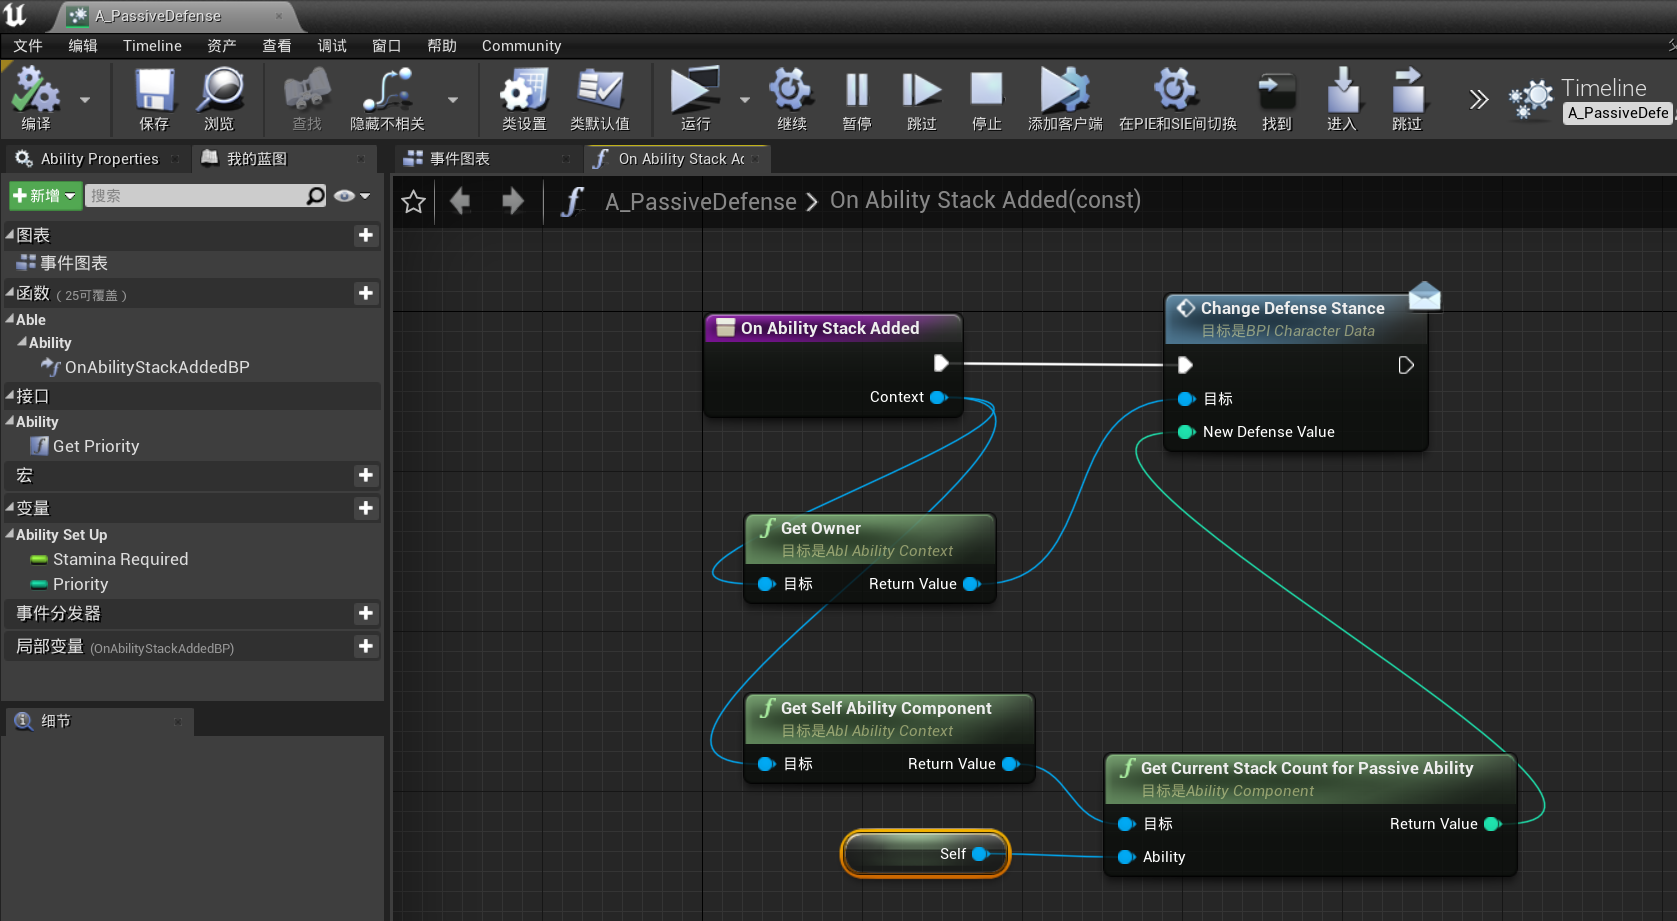 A_PassiveDefense
文件 编辑 Timeline 资产 查看 调试 窗口 帮助 Community
编译 保存 浏览 查找 隐藏不相关 类设置 类默认值 运行 继续 暂停 跳过 停止 添加客户端 在PIE和SIE间切换 找到 进入 跳过
Timeline
A_PassiveDefe
Ability Properties 我的蓝图 事件图表 On Ability Stack Ad
新增 搜索
A_PassiveDefense > On Ability Stack Added(const)
图表
事件图表
函数 (25可覆盖)
Able
Ability
OnAbilityStackAddedBP
接口
Ability
Get Priority
宏
变量
Ability Set Up
Stamina Required
Priority
事件分发器
局部变量 (OnAbilityStackAddedBP)
细节
On Ability Stack Added
Context
Change Defense Stance
目标是BPI Character Data
目标
New Defense Value
Get Owner
目标是Abl Ability Context
目标 Return Value
Get Self Ability Component
目标是Abl Ability Context
目标 Return Value
Self
Get Current Stack Count for Passive Ability
目标是Ability Component
目标 Return Value
Ability